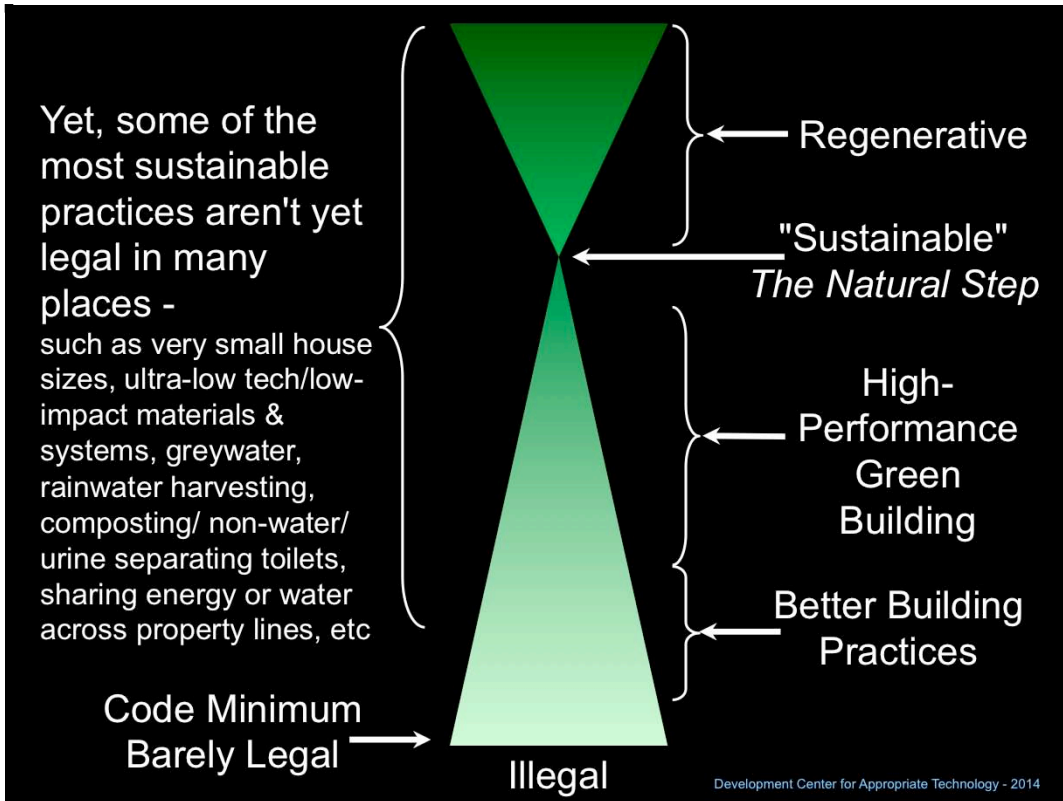 Yet, some of the
most sustainable
practices aren't yet
legal in many
places -
such as very small house
sizes, ultra-low tech/low-
impact materials &
systems, greywater,
rainwater harvesting,
composting/ non-water/
urine separating toilets,
sharing energy or water
across property lines, etc
Code Minimum
Barely Legal
Illegal
Regenerative
"Sustainable"
The Natural Step
High-
Performance
Green
Building
Better Building
Practices
Development Center for Appropriate Technology - 2014